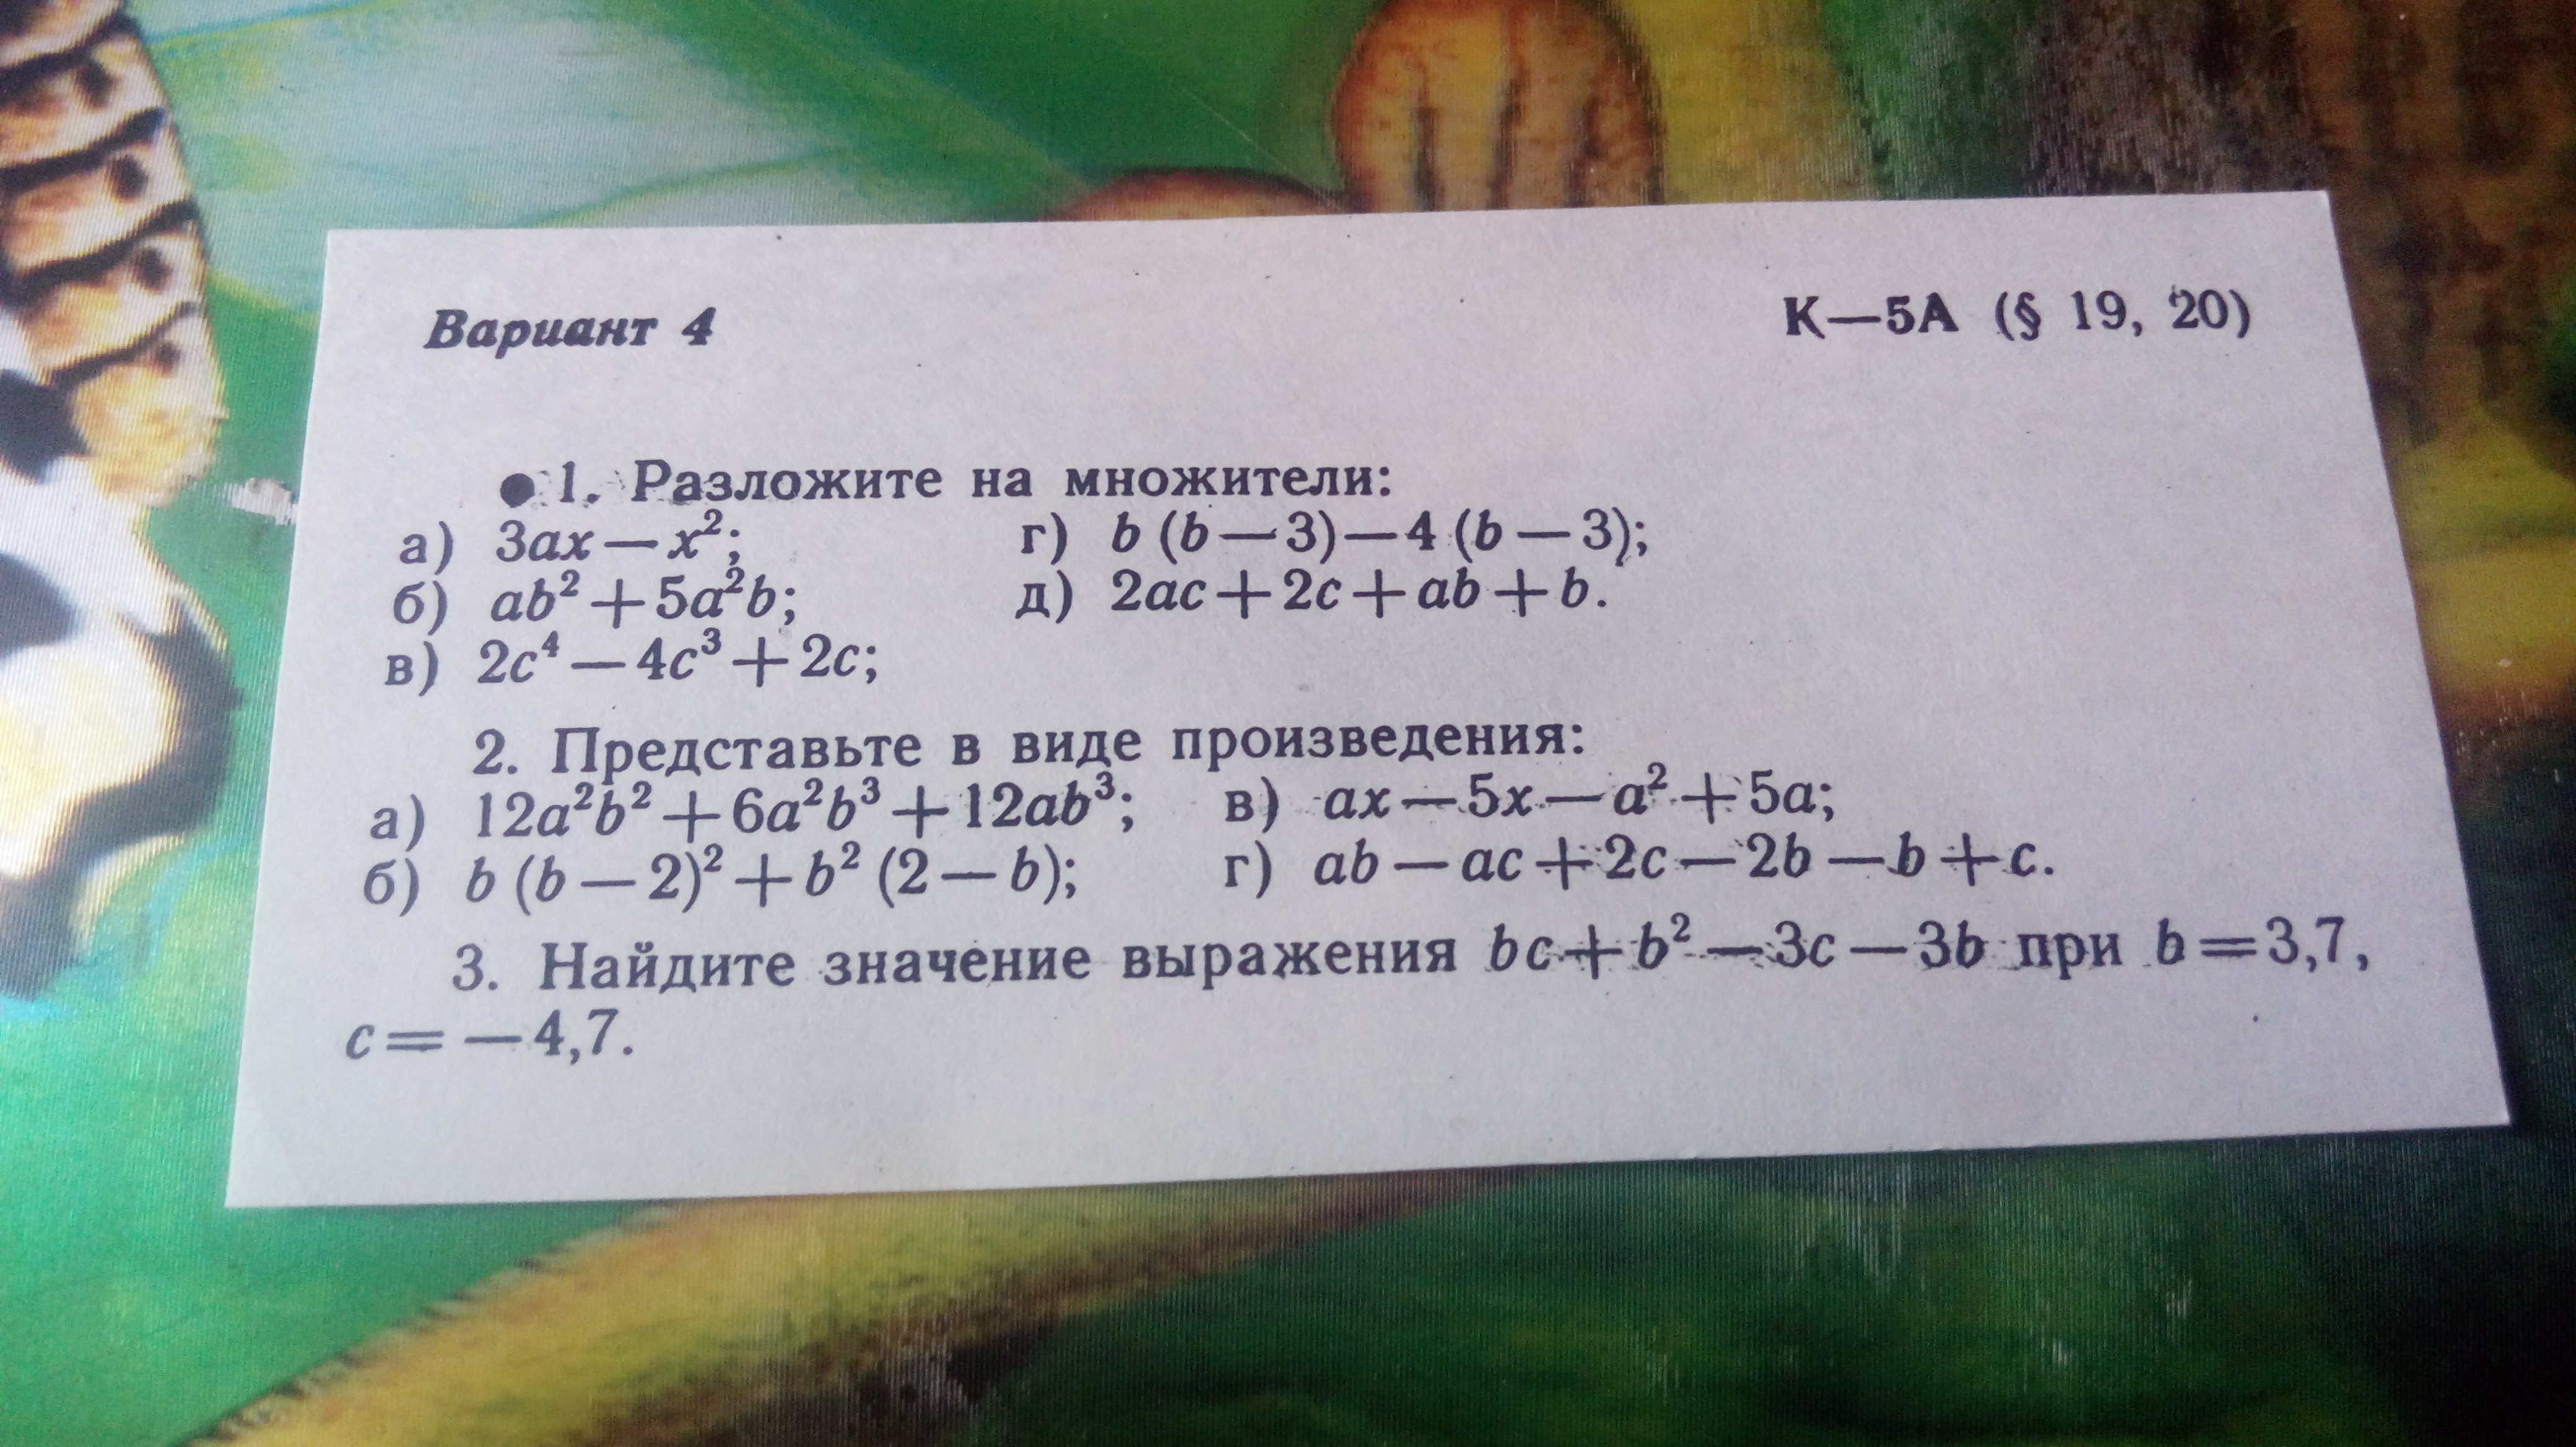 Вариант 4 К—5А (§ 19, 20)
●1. Разложите на множители:
а) 3ax—x²; г) b (b—3)—4 (b—3);
б) ab²+5a²b; д) 2ac+2c+ab+b.
в) 2c⁴—4c³+2c;
2. Представьте в виде произведения:
а) 12a²b²+6a²b³+12ab³; в) ax—5x—a²+5a;
б) b (b—2)²+b² (2—b); г) ab—ac+2c—2b—b+c.
3. Найдите значение выражения bc+b²—3c—3b при b=3,7,
c=—4,7.